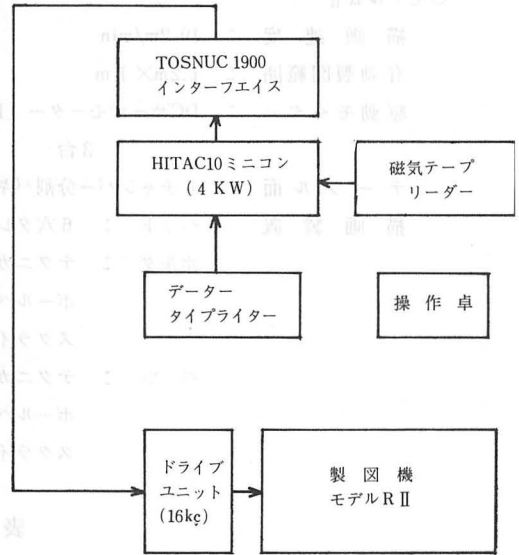 TOSNUC 1900
インターフエイス
HITAC10ミニコン
(4 KW)
磁気テープ
リーダー
データー
タイプライター
操作卓
ドライブ
ユニット
(16kc)
製図機
モデルRⅡ